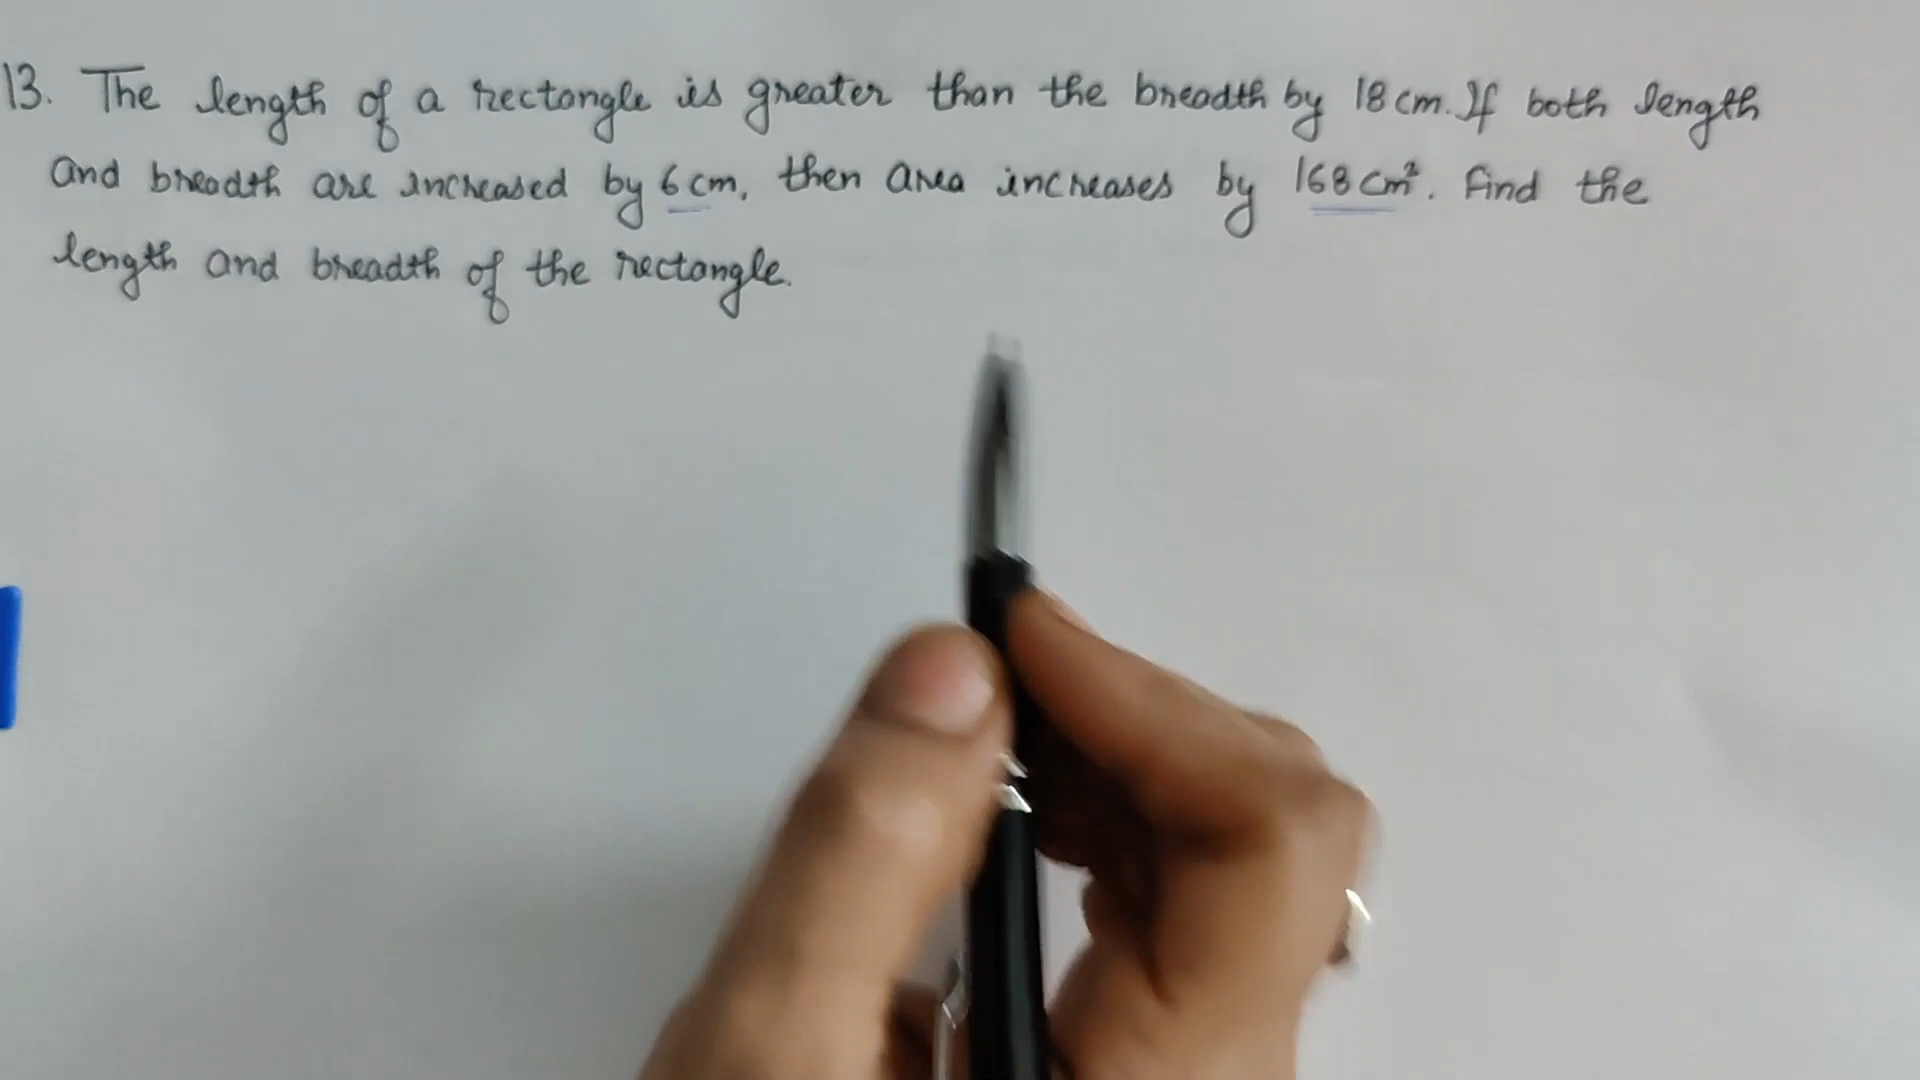 13. The length of a rectangle is greater than the breadth by 18 cm. If both length
and breadth are increased by 6 cm, then area increases by 168 cm². Find the
length and breadth of the rectangle.